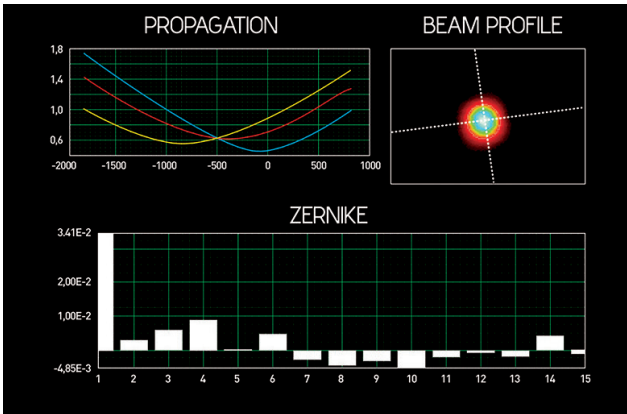 PROPAGATION
1,8
1,4
1,0
0,6
-2000 -1500 -1000 -500 0 500 1000
BEAM PROFILE
ZERNIKE
3.41E-2
2,00E-2
1,00E-2
-4,85E-3
1 2 3 4 5 6 7 8 9 10 11 12 13 14 15